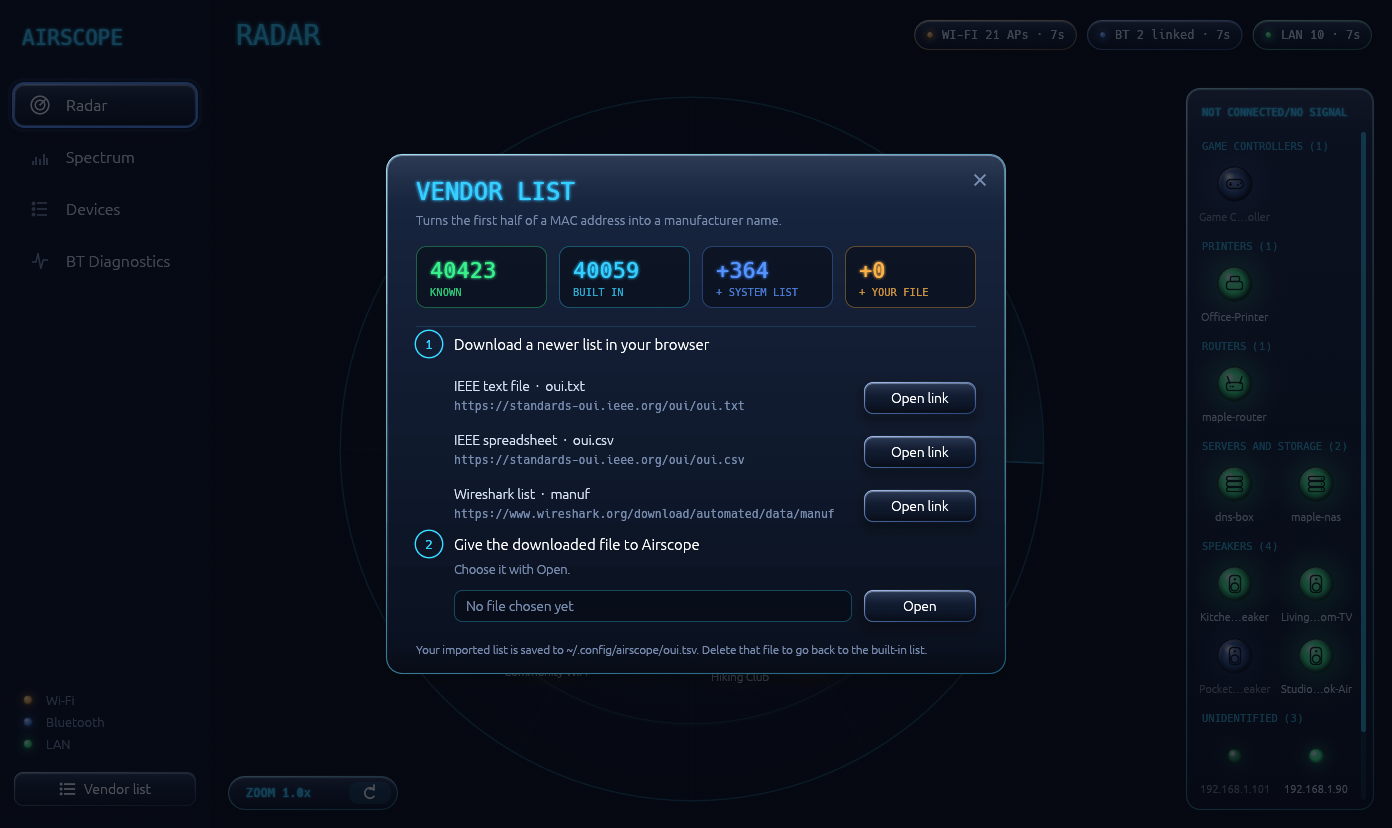 AIRSCOPE
RADAR
WI-FI 21 APs · 7s
BT 2 linked · 7s
LAN 10 · 7s
Radar
Spectrum
Devices
BT Diagnostics
VENDOR LIST
Turns the first half of a MAC address into a manufacturer name.
40423
KNOWN
40059
BUILT IN
+364
+ SYSTEM LIST
+0
+ YOUR FILE
1 Download a newer list in your browser
IEEE text file · oui.txt
https://standards-oui.ieee.org/oui/oui.txt
Open link
IEEE spreadsheet · oui.csv
https://standards-oui.ieee.org/oui/oui.csv
Open link
Wireshark list · manuf
https://www.wireshark.org/download/automated/data/manuf
Open link
2 Give the downloaded file to Airscope
Choose it with Open.
No file chosen yet
Open
Your imported list is saved to ~/.config/airscope/oui.tsv. Delete that file to go back to the built-in list.
Hiking Club
NOT CONNECTED/NO SIGNAL
GAME CONTROLLERS (1)
Game C...oller
PRINTERS (1)
Office-Printer
ROUTERS (1)
maple-router
SERVERS AND STORAGE (2)
dns-box
maple-nas
SPEAKERS (4)
Kitche...eaker
Living...om-TV
Pocket...eaker
Studio...ok-Air
UNIDENTIFIED (3)
192.168.1.101
192.168.1.90
Wi-Fi
Bluetooth
LAN
Vendor list
ZOOM 1.0x